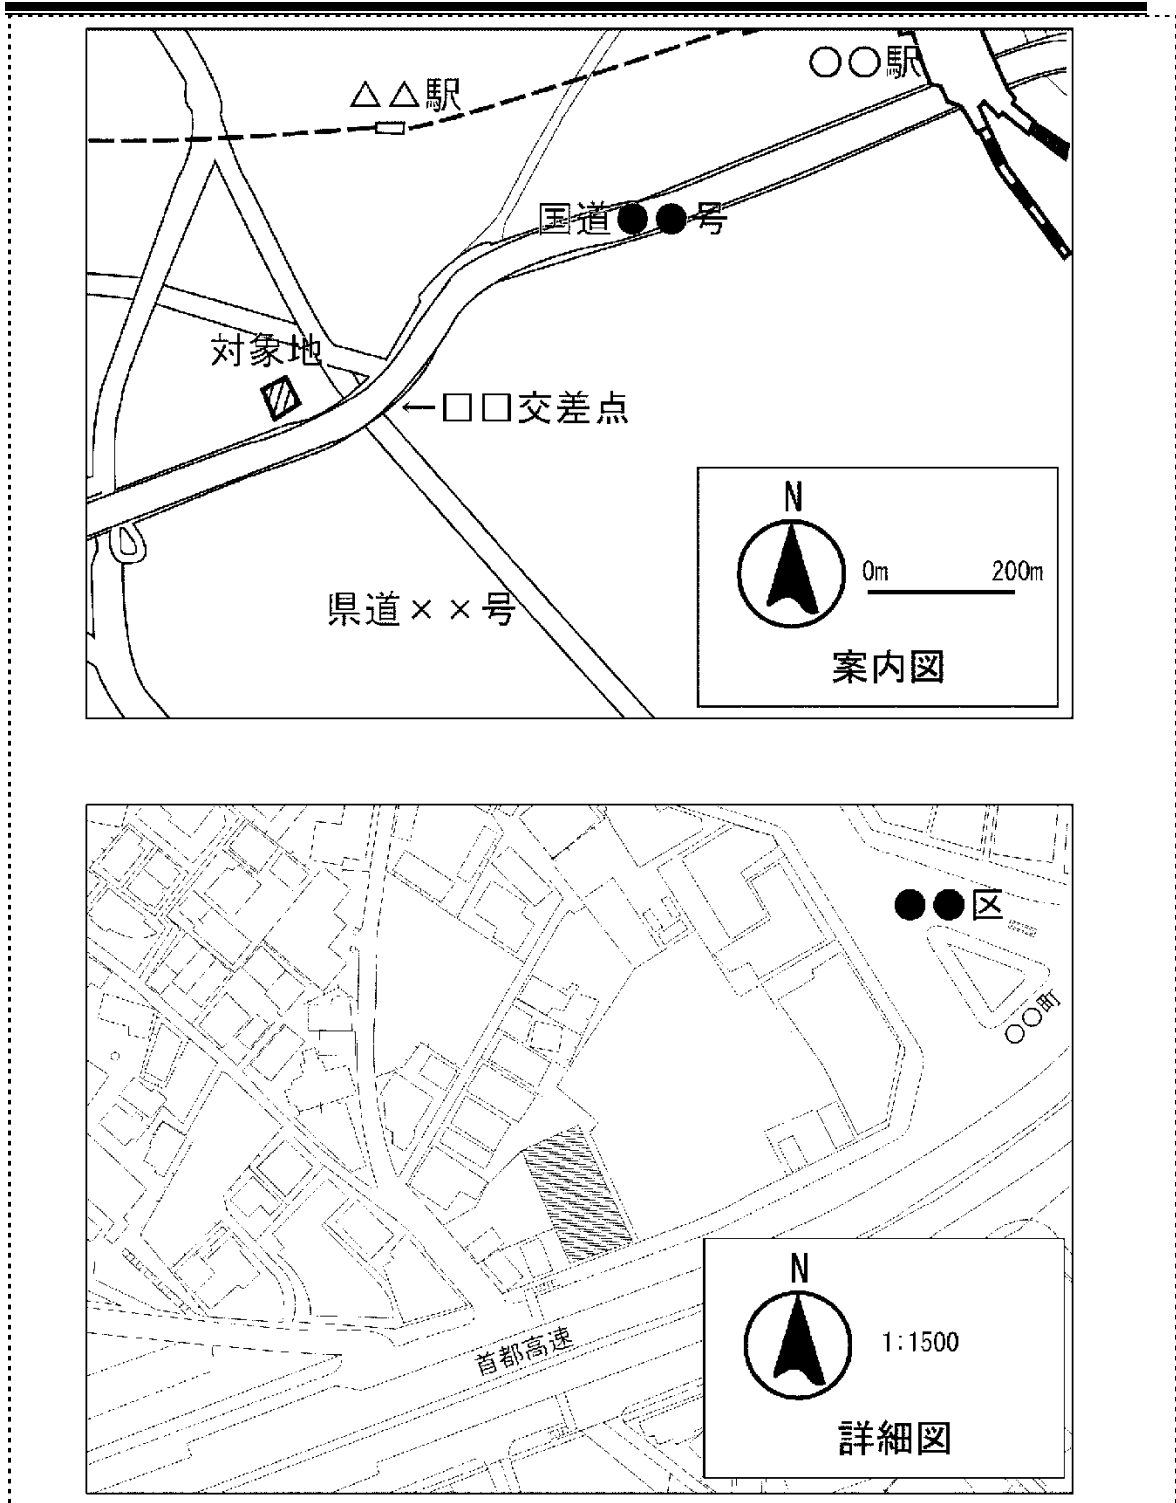 ○○駅
△△駅
国道●●号
対象地
←□□交差点
N
0m 200m
県道××号
案内図
●●区
○○町
N
1:1500
首都高速
詳細図